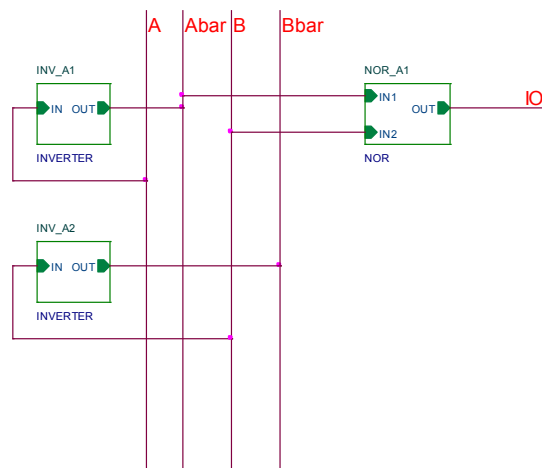 A Abar B Bbar
INV_A1
IN OUT
INVERTER
NOR_A1
IN1
IN2
OUT
NOR
IO
INV_A2
IN OUT
INVERTER